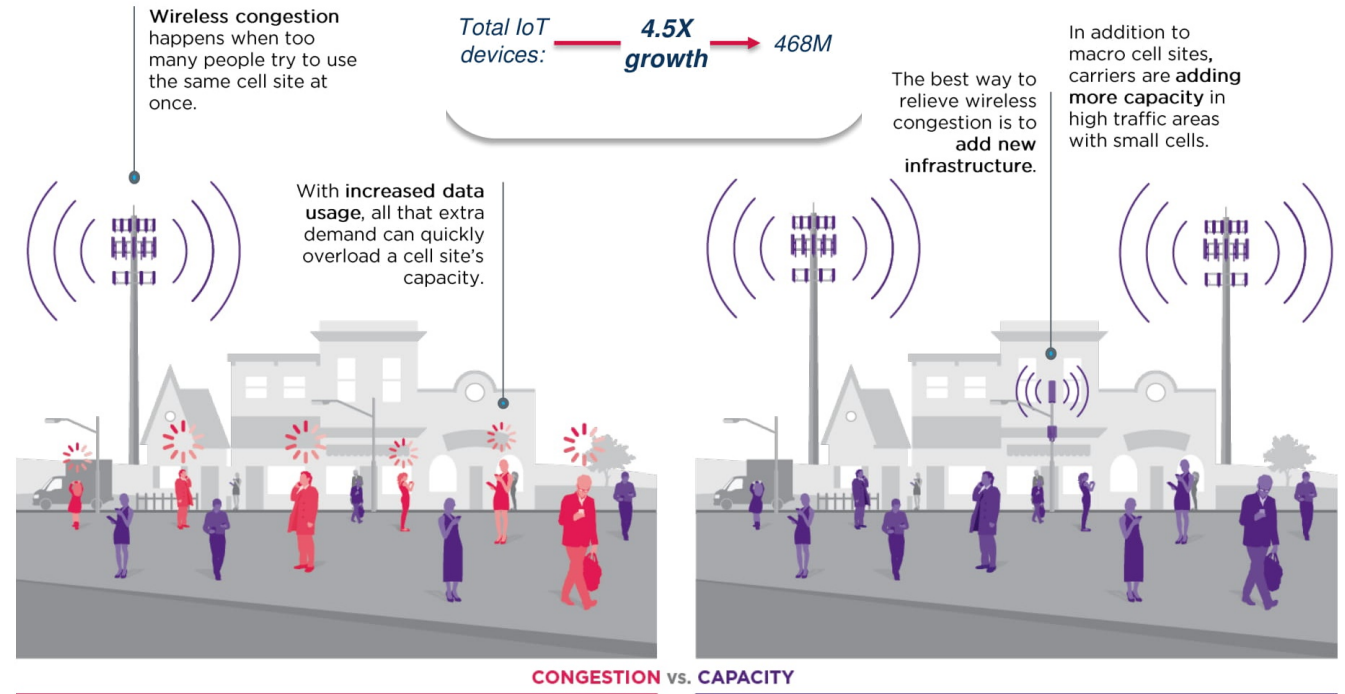 Wireless congestion
happens when too
many people try to use
the same cell site at
once.
Total IoT
devices:
4.5X
growth
468M
With increased data
usage, all that extra
demand can quickly
overload a cell site’s
capacity.
The best way to
relieve wireless
congestion is to
add new
infrastructure.
In addition to
macro cell sites,
carriers are adding
more capacity in
high traffic areas
with small cells.
CONGESTION vs. CAPACITY